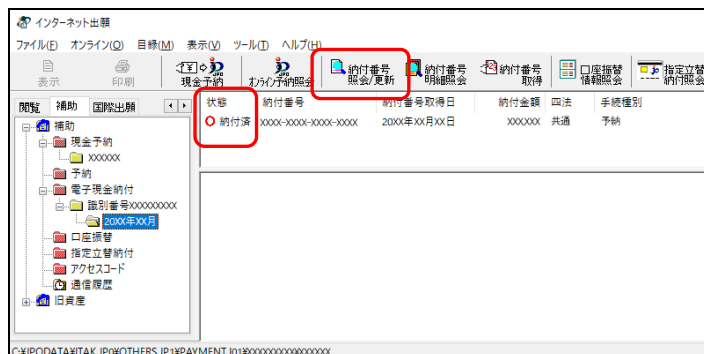 インターネット出願
ファイル(F) オンライン(O) 目録(M) 表示(V) ツール(T) ヘルプ(H)
表示
印刷
現金予納
オンライン予納照会
納付番号
照会/更新
納付番号
明細照会
納付番号
取得
口座振替
情報照会
指定立替
納付照会
閲覧 補助 国際出願
補助
現金予納
XXXXXX
予納
電子現金納付
識別番号XXXXXXXXX
20XX年XX月
口座振替
指定立替納付
アクセスコード
通信履歴
旧資産
状態 納付番号 納付番号取得日 納付金額 四法 手続種別
納付済 XXXX-XXXX-XXXX-XXXX 20XX年XX月XX日 XXXXXX 共通 予納
C:¥JPODATA¥ITAK.JP0¥OTHERS.JP1¥PAYMENT.J01¥XXXXXXXXX¥XXXXXX